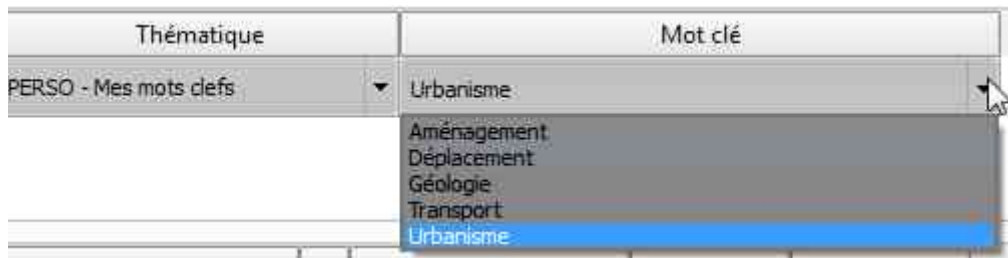 Thématique Mot clé
PERSO - Mes mots clefs Urbanisme
Aménagement
Déplacement
Géologie
Transport
Urbanisme